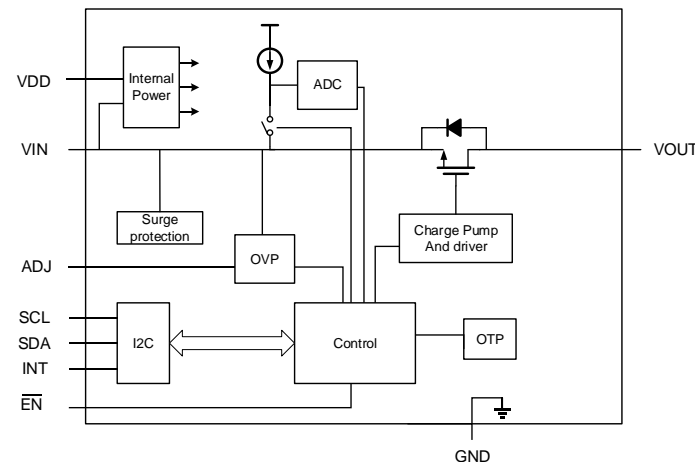 VDD
Internal
Power
ADC
VIN
VOUT
Surge
protection
Charge Pump
And driver
ADJ
OVP
SCL
SDA
INT
I2C
Control
OTP
EN
GND